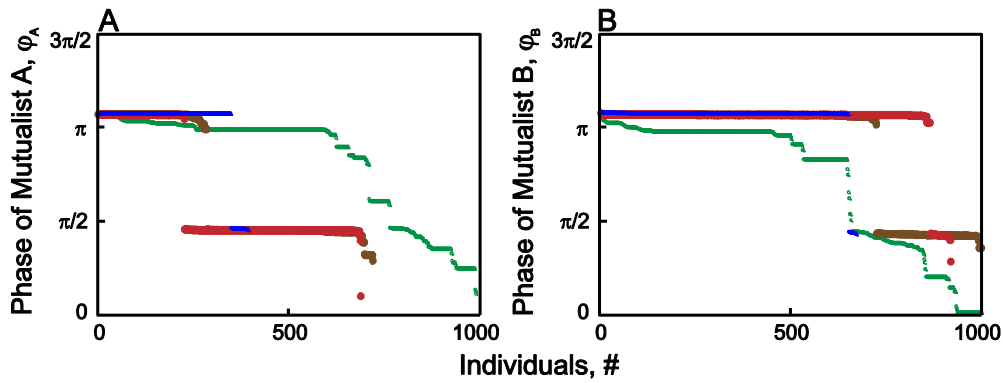 A
B
3π/2
π
π/2
0
Phase of Mutualist A, φA
0
500
1000
3π/2
π
π/2
0
Phase of Mutualist B, φB
0
500
1000
Individuals, #